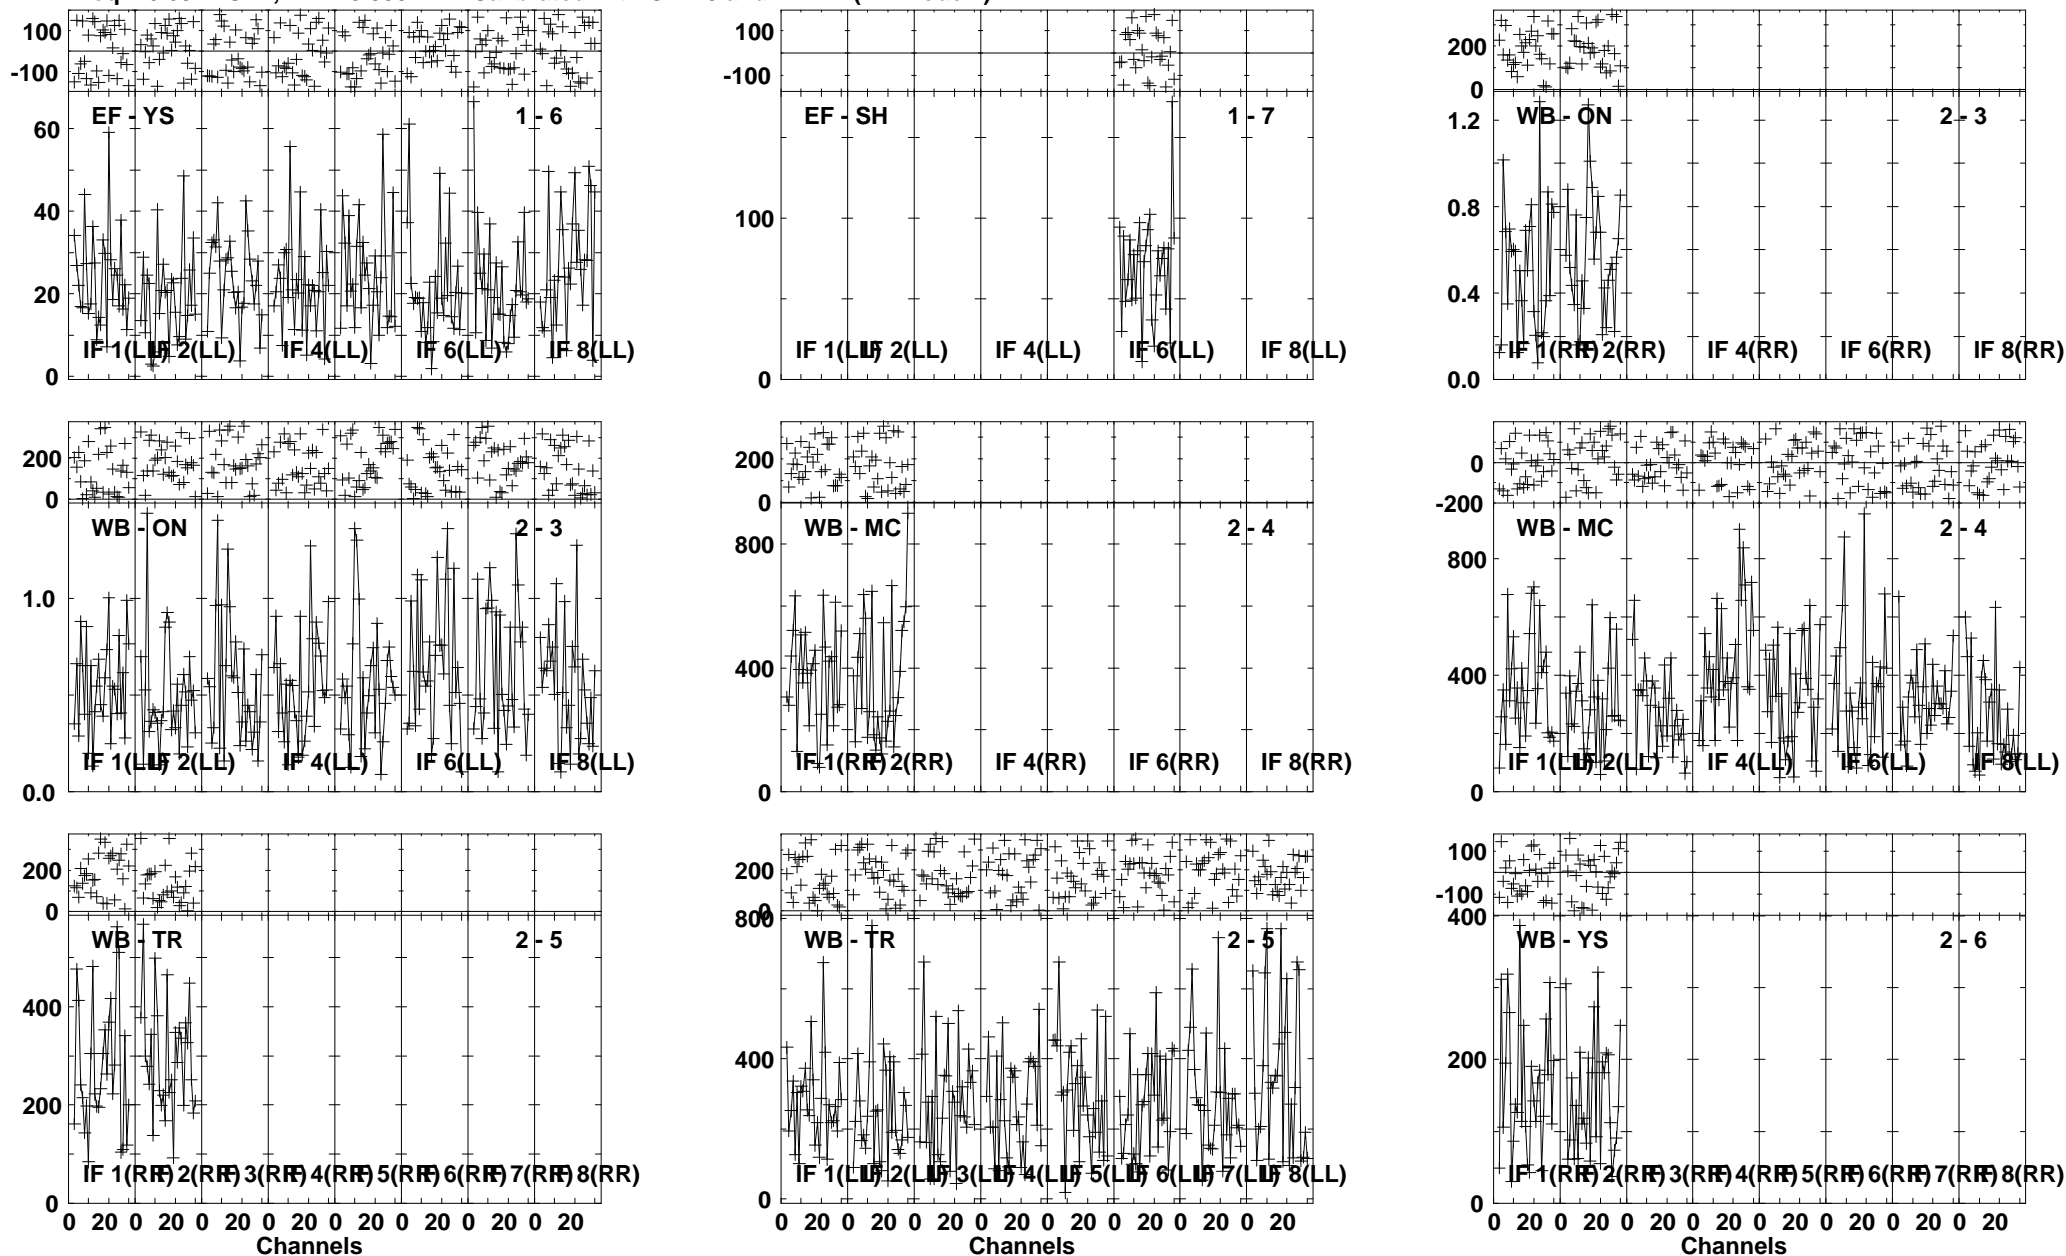 100
-100
EF - YS 1 - 6
60
40
20
0
IF 1(LL) IF 2(LL) IF 4(LL) IF 6(LL) IF 8(LL)
100
-100
EF - SH 1 - 7
100
0
IF 1(LL) IF 2(LL) IF 4(LL) IF 6(LL) IF 8(LL)
200
0
WB - ON 2 - 3
1.2
0.8
0.4
0.0
IF 1(RR) IF 2(RR) IF 4(RR) IF 6(RR) IF 8(RR)
200
0
WB - ON 2 - 3
1.0
0.0
IF 1(LL) IF 2(LL) IF 4(LL) IF 6(LL) IF 8(LL)
200
0
WB - MC 2 - 4
800
400
0
IF 1(RR) IF 2(RR) IF 4(RR) IF 6(RR) IF 8(RR)
0
-200
WB - MC 2 - 4
800
400
0
IF 1(LL) IF 2(LL) IF 4(LL) IF 6(LL) IF 8(LL)
200
0
WB - TR 2 - 5
400
200
0
IF 1(RR) IF 2(RR) IF 3(RR) IF 4(RR) IF 5(RR) IF 6(RR) IF 7(RR) IF 8(RR)
0 20 0 20 0 20 0 20 0 20 0 20 0 20 0 20
Channels
200
0
800
WB - TR 2 - 5
400
0
IF 1(LL) IF 2(LL) IF 3(LL) IF 4(LL) IF 5(LL) IF 6(LL) IF 7(LL) IF 8(LL)
0 20 0 20 0 20 0 20 0 20 0 20 0 20 0 20
Channels
100
-100
400
WB - YS 2 - 6
200
0
IF 1(RR) IF 2(RR) IF 3(RR) IF 4(RR) IF 5(RR) IF 6(RR) IF 7(RR) IF 8(RR)
0 20 0 20 0 20 0 20 0 20 0 20 0 20 0 20
Channels